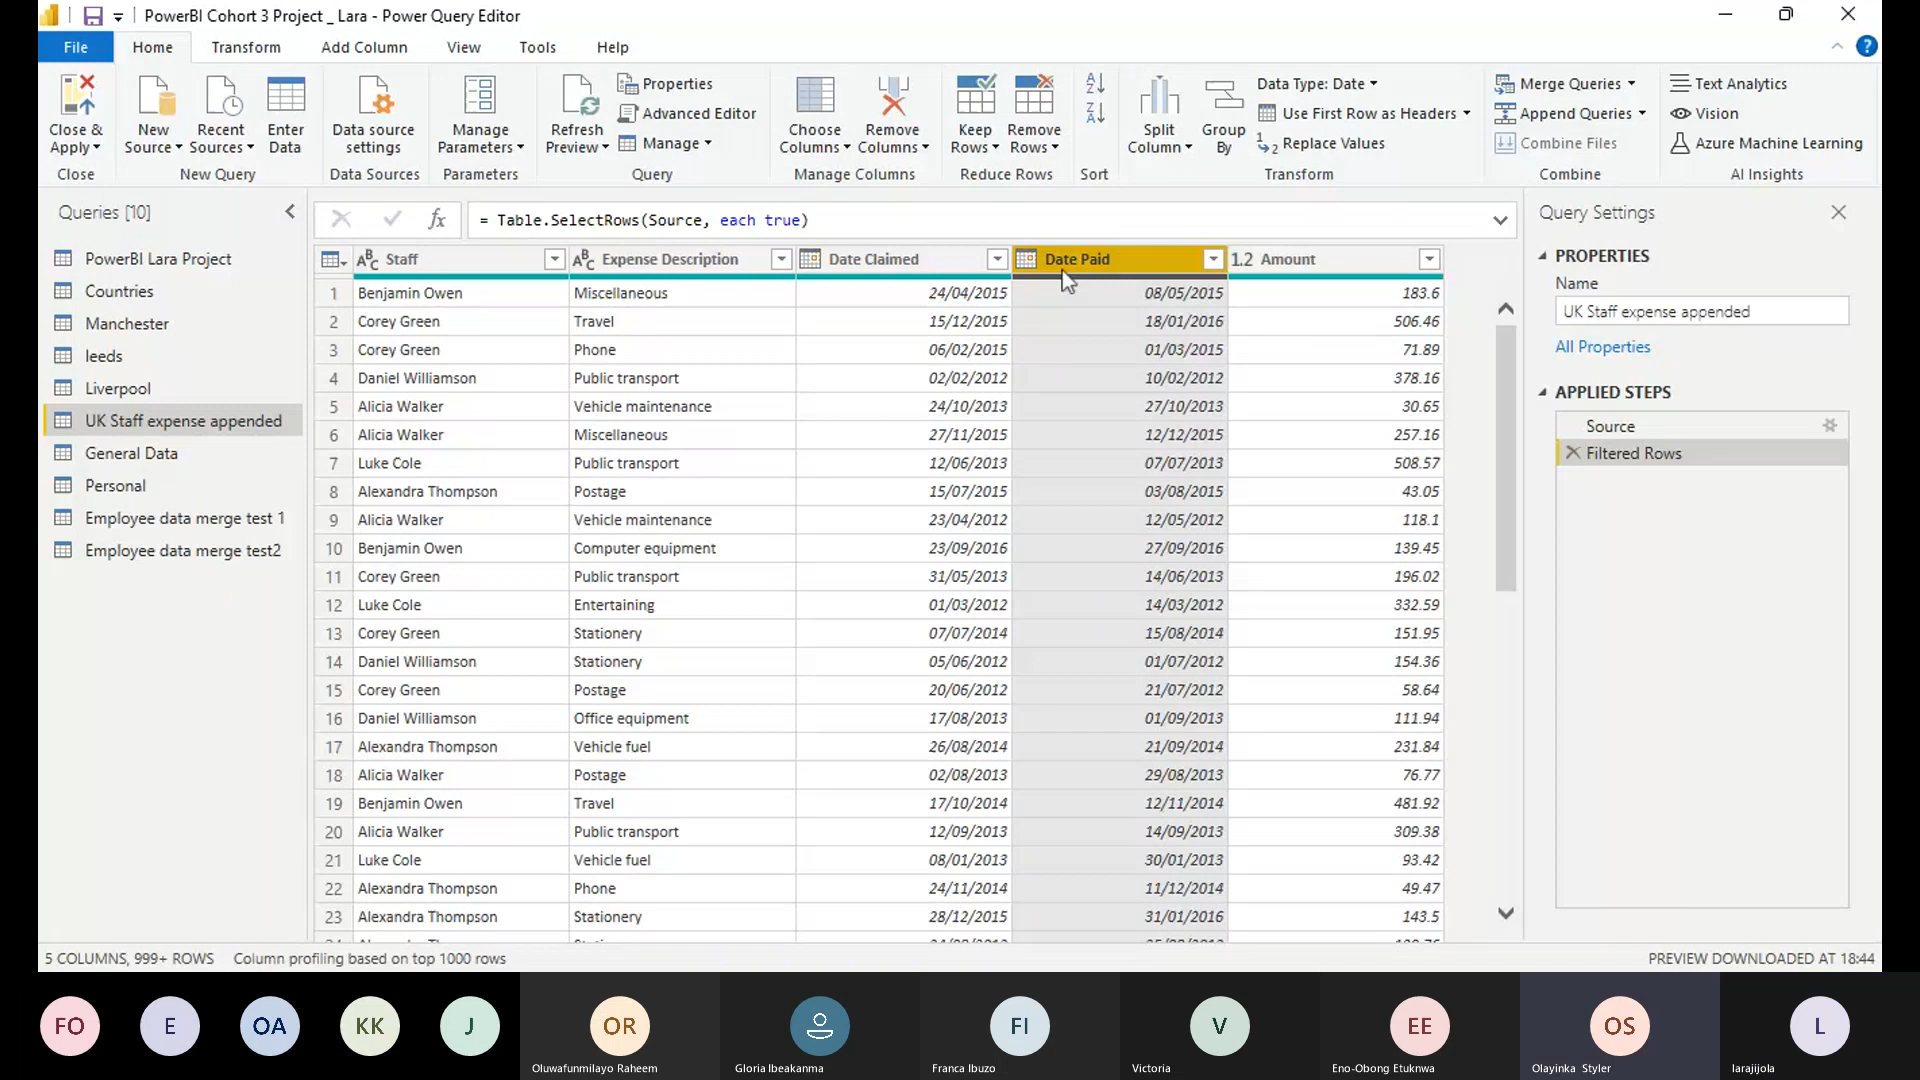 PowerBI Cohort 3 Project _ Lara - Power Query Editor
File Home Transform Add Column View Tools Help
Close & Apply
New Source
Recent Sources
Enter Data
Data source settings
Manage Parameters
Refresh Preview
Properties
Advanced Editor
Manage
Choose Columns
Remove Columns
Keep Rows
Remove Rows
Split Column
Group By
Data Type: Date
Use First Row as Headers
Replace Values
Merge Queries
Append Queries
Combine Files
Text Analytics
Vision
Azure Machine Learning
Close New Query Data Sources Parameters Query Manage Columns Reduce Rows Sort Transform Combine AI Insights
Queries [10]
PowerBI Lara Project
Countries
Manchester
leeds
Liverpool
UK Staff expense appended
General Data
Personal
Employee data merge test 1
Employee data merge test2
= Table.SelectRows(Source, each true)
Staff Expense Description Date Claimed Date Paid 1.2 Amount
1 Benjamin Owen Miscellaneous 24/04/2015 08/05/2015 183.6
2 Corey Green Travel 15/12/2015 18/01/2016 506.46
3 Corey Green Phone 06/02/2015 01/03/2015 71.89
4 Daniel Williamson Public transport 02/02/2012 10/02/2012 378.16
5 Alicia Walker Vehicle maintenance 24/10/2013 27/10/2013 30.65
6 Alicia Walker Miscellaneous 27/11/2015 12/12/2015 257.16
7 Luke Cole Public transport 12/06/2013 07/07/2013 508.57
8 Alexandra Thompson Postage 15/07/2015 03/08/2015 43.05
9 Alicia Walker Vehicle maintenance 23/04/2012 12/05/2012 118.1
10 Benjamin Owen Computer equipment 23/09/2016 27/09/2016 139.45
11 Corey Green Public transport 31/05/2013 14/06/2013 196.02
12 Luke Cole Entertaining 01/03/2012 14/03/2012 332.59
13 Corey Green Stationery 07/07/2014 15/08/2014 151.95
14 Daniel Williamson Stationery 05/06/2012 01/07/2012 154.36
15 Corey Green Postage 20/06/2012 21/07/2012 58.64
16 Daniel Williamson Office equipment 17/08/2013 01/09/2013 111.94
17 Alexandra Thompson Vehicle fuel 26/08/2014 21/09/2014 231.84
18 Alicia Walker Postage 02/08/2013 29/08/2013 76.77
19 Benjamin Owen Travel 17/10/2014 12/11/2014 481.92
20 Alicia Walker Public transport 12/09/2013 14/09/2013 309.38
21 Luke Cole Vehicle fuel 08/01/2013 30/01/2013 93.42
22 Alexandra Thompson Phone 24/11/2014 11/12/2014 49.47
23 Alexandra Thompson Stationery 28/12/2015 31/01/2016 143.5
Query Settings
PROPERTIES
Name
UK Staff expense appended
All Properties
APPLIED STEPS
Source
Filtered Rows
5 COLUMNS, 999+ ROWS Column profiling based on top 1000 rows PREVIEW DOWNLOADED AT 18:44
FO E OA KK J OR FI V EE OS L
Oluwafunmilayo Raheem Gloria Ibeakanma Franca Ibuzo Victoria Eno-Obong Etuknwa Olayinka Styler larajijola